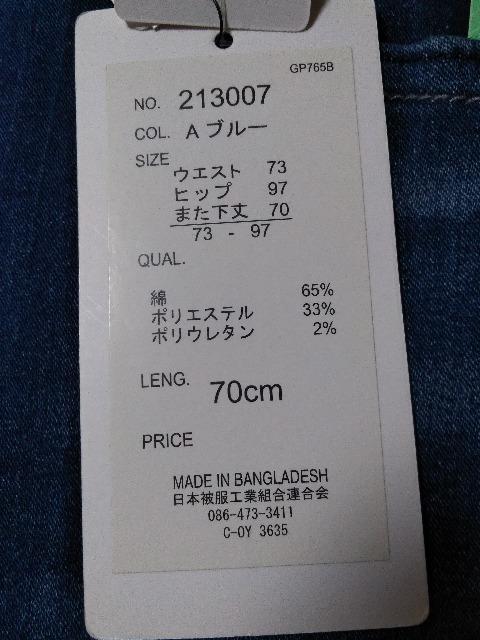 GP765B
NO. 213007
COL. A ブルー
SIZE
ウエスト 73
ヒップ 97
また下丈 70
73 - 97
QUAL.
綿 65%
ポリエステル 33%
ポリウレタン 2%
LENG. 70cm
PRICE
MADE IN BANGLADESH
日本被服工業組合連合会
086-473-3411
C-OY 3635